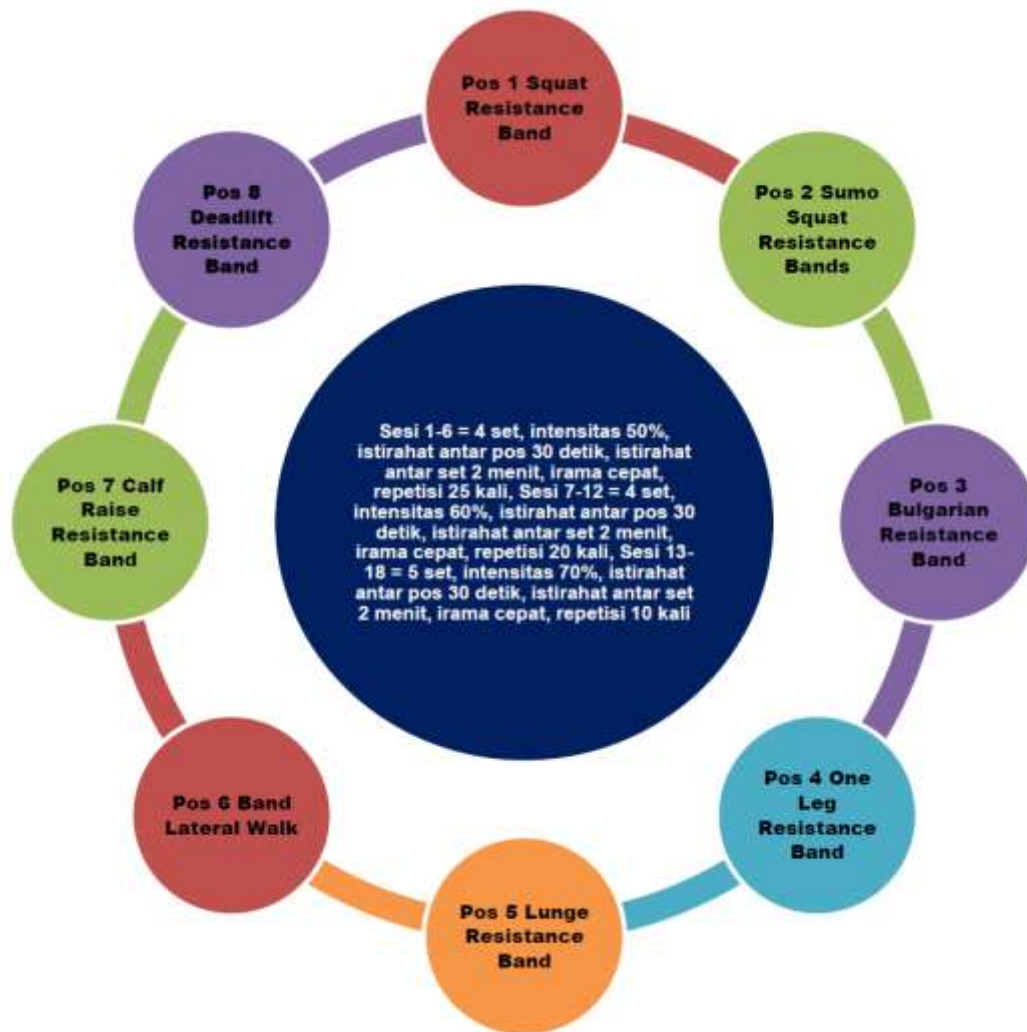 Pos 1 Squat
Resistance
Band
Pos 2 Sumo
Squat
Resistance
Bands
Pos 3
Bulgarian
Resistance
Band
Pos 4 One
Leg
Resistance
Band
Pos 5 Lunge
Resistance
Band
Pos 6 Band
Lateral Walk
Pos 7 Calf
Raise
Resistance
Band
Pos 8
Deadlift
Resistance
Band
Sesi 1-6 = 4 set, intensitas 50%,
istirahat antar pos 30 detik, istirahat
antar set 2 menit, irama cepat,
repetisi 25 kali, Sesi 7-12 = 4 set,
intensitas 60%, istirahat antar pos 30
detik, istirahat antar set 2 menit,
irama cepat, repetisi 20 kali, Sesi 13-
18 = 5 set, intensitas 70%, istirahat
antar pos 30 detik, istirahat antar set
2 menit, irama cepat, repetisi 10 kali